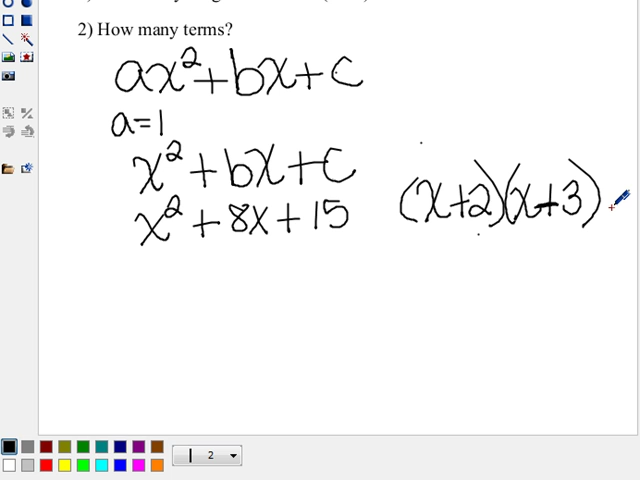 2) How many terms?
ax²+bx+c
a=1
x²+bx+c
x²+8x+15 (x+2)(x+3)
2